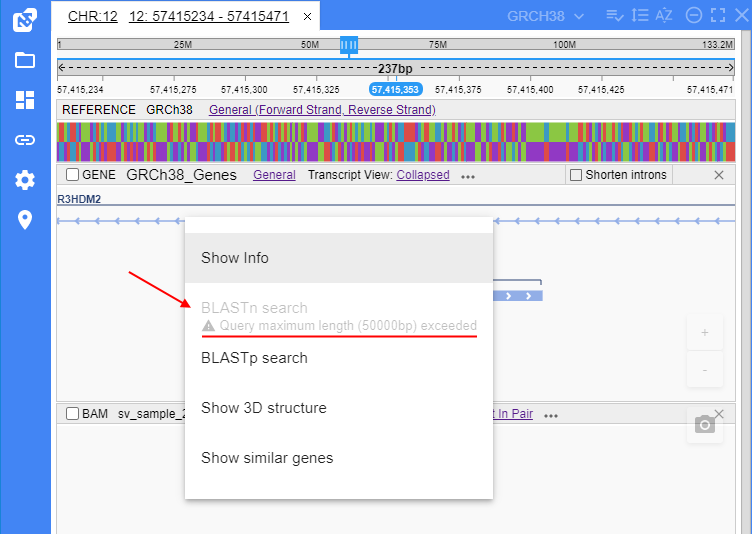 CHR:12 12: 57415234 - 57415471 × GRCH38
1 25M 50M 75M 100M 133.2M
237bp
57,415,234 57,415,275 57,415,300 57,415,325 57,415,353 57,415,375 57,415,400 57,415,425 57,415,471
REFERENCE GRCh38 General (Forward Strand, Reverse Strand)
GENE GRCh38_Genes General Transcript View: Collapsed ... Shorten introns
R3HDM2
Show Info
BLASTn search
Query maximum length (50000bp) exceeded
BLASTp search
+
-
Show 3D structure
BAM sv_sample_ t In Pair ...
Show similar genes